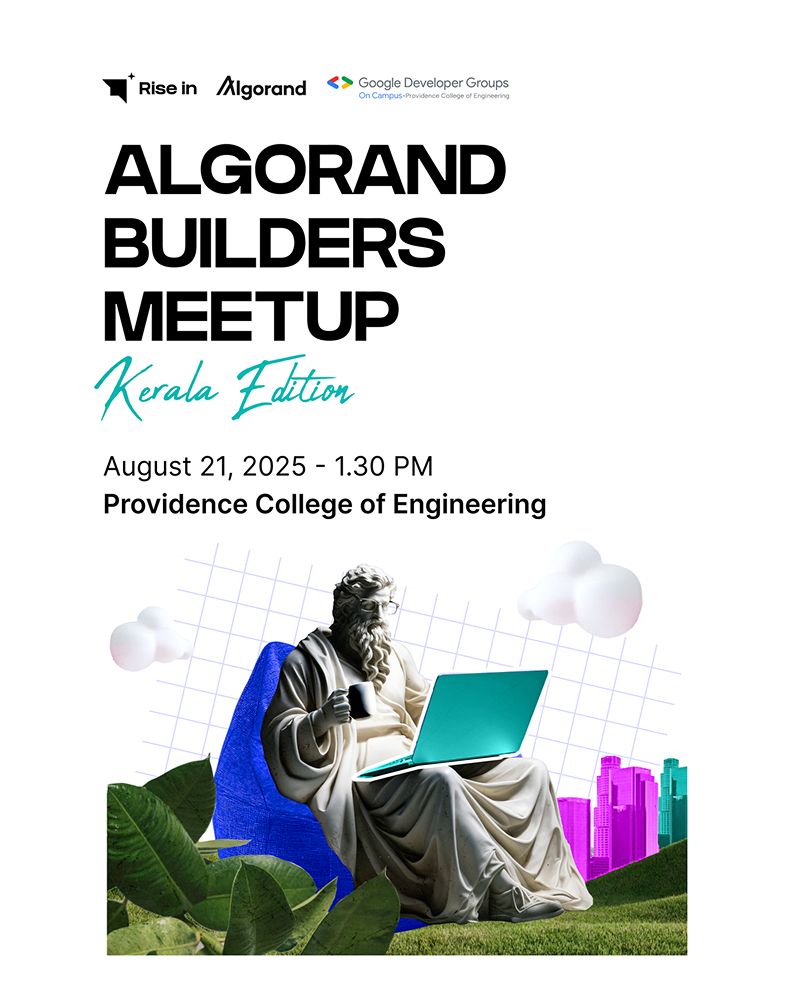 Rise in Algorand Google Developer Groups
On Campus • Providence College of Engineering
ALGORAND
BUILDERS
MEETUP
Kerala Edition
August 21, 2025 - 1.30 PM
Providence College of Engineering